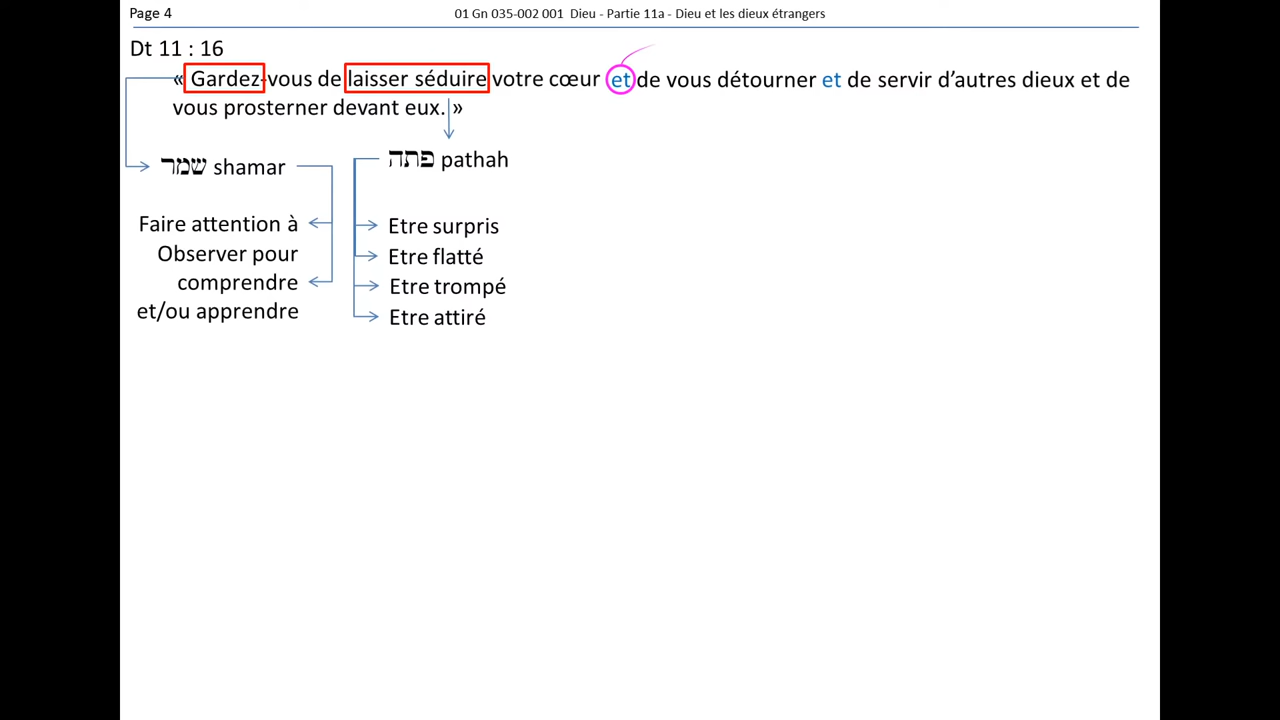 Page 4
01 Gn 035-002 001 Dieu - Partie 11a - Dieu et les dieux étrangers
Dt 11 : 16
« Gardez-vous de laisser séduire votre cœur et de vous détourner et de servir d’autres dieux et de
vous prosterner devant eux. »
שמר shamar
פתה pathah
Faire attention à
Observer pour
comprendre
et/ou apprendre
Etre surpris
Etre flatté
Etre trompé
Etre attiré